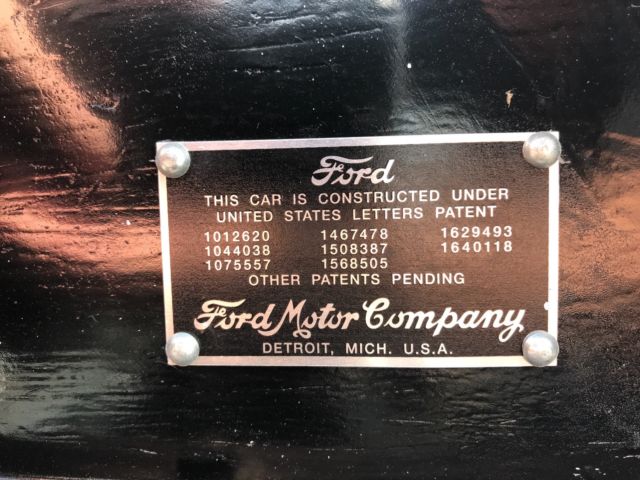 Ford
THIS CAR IS CONSTRUCTED UNDER
UNITED STATES LETTERS PATENT
1012620 1467478 1629493
1044038 1508387 1640118
1075557 1568505
OTHER PATENTS PENDING
Ford Motor Company
DETROIT, MICH. U.S.A.